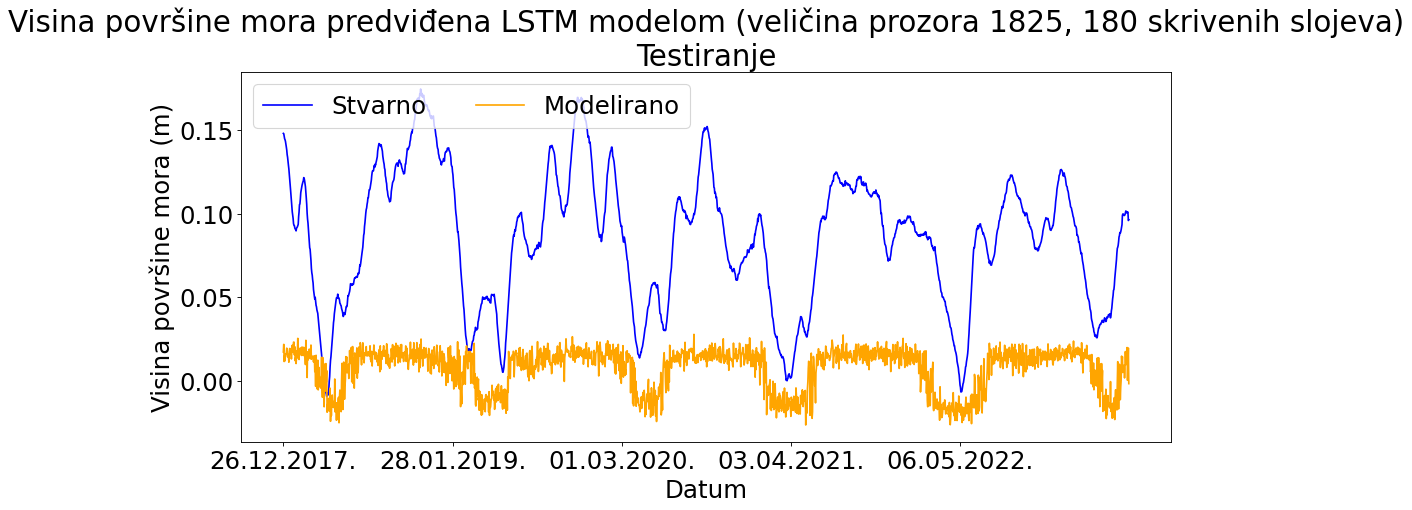 Visina površine mora predviđena LSTM modelom (veličina prozora 1825, 180 skrivenih slojeva)
Testiranje
Stvarno Modelirano
Visina površine mora (m)
0.15
0.10
0.05
0.00
26.12.2017. 28.01.2019. 01.03.2020. 03.04.2021. 06.05.2022.
Datum